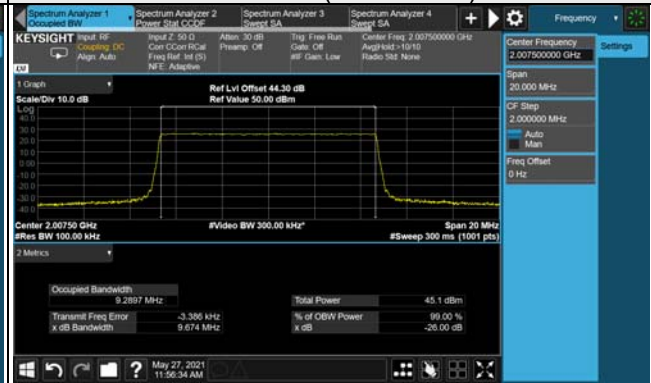 Spectrum Analyzer 1
Occupied BW
Spectrum Analyzer 2
Power Stat CCDF
Spectrum Analyzer 3
Swept SA
Spectrum Analyzer 4
Swept SA
Frequency
KEYSIGHT
Input: RF
Coupling: DC
Align: Auto
Input Z: 50 Ω
Corr CCorr RCal
Freq Ref: Int (S)
NFE: Adaptive
Atten: 30 dB
Preamp: Off
Trig: Free Run
Gate: Off
#IF Gain: Low
Center Freq: 2.007500000 GHz
Avg|Hold:>10/10
Radio Std: None
Center Frequency
2.007500000 GHz
Settings
Span
20.000 MHz
CF Step
2.000000 MHz
Auto
Man
Freq Offset
0 Hz
1 Graph
Scale/Div 10.0 dB
Ref Lvl Offset 44.30 dB
Ref Value 50.00 dBm
Log
40.0
30.0
20.0
10.0
0.00
-10.0
-20.0
-30.0
-40.0
Center 2.00750 GHz
#Res BW 100.00 kHz
#Video BW 300.00 kHz*
Span 20 MHz
#Sweep 300 ms (1001 pts)
2 Metrics
Occupied Bandwidth
9.2897 MHz
Total Power 45.1 dBm
Transmit Freq Error -3.386 kHz
% of OBW Power 99.00 %
x dB Bandwidth 9.674 MHz
x dB -26.00 dB
May 27, 2021
11:56:34 AM